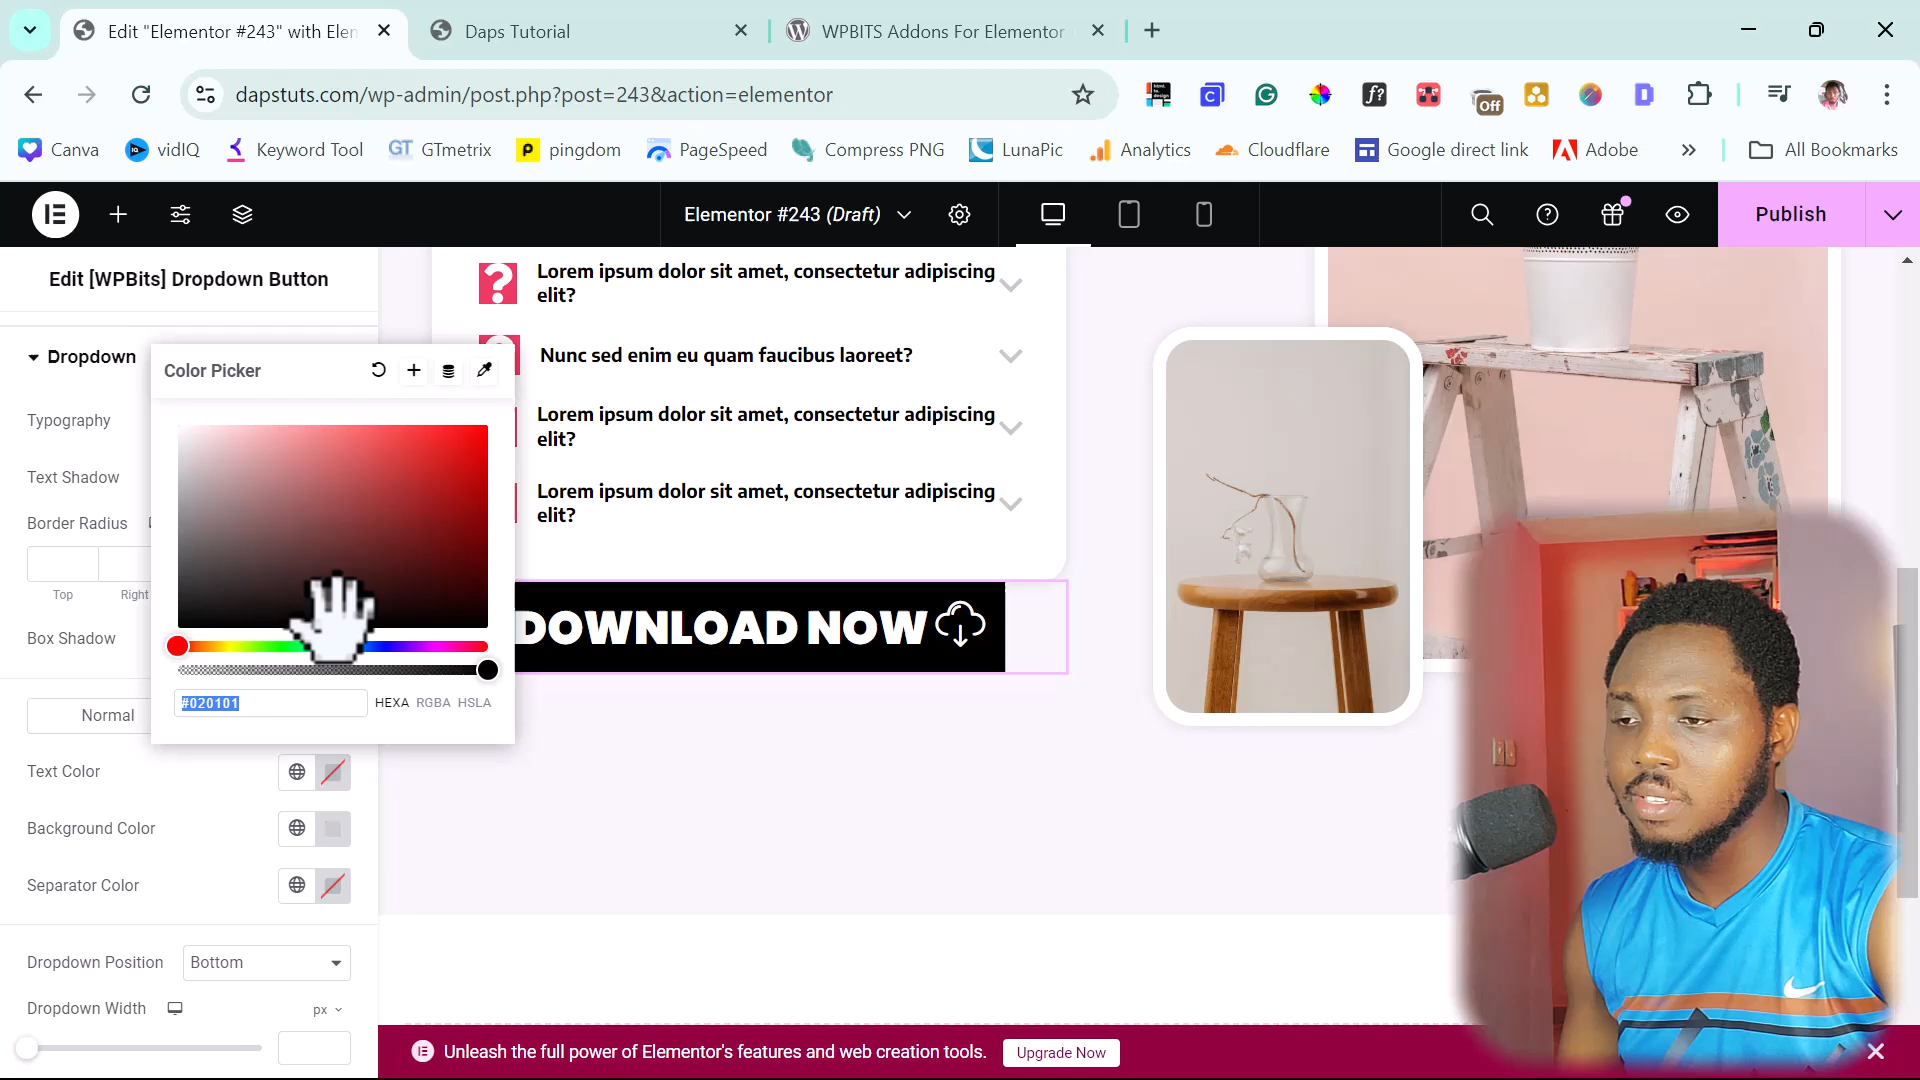 Edit "Elementor #243" with Elen
Daps Tutorial
WPBITS Addons For Elementor
dapstuts.com/wp-admin/post.php?post=243&action=elementor
Off
Canva
vidIQ
Keyword Tool
GT GTmetrix
pingdom
PageSpeed
Compress PNG
LunaPic
Analytics
Cloudflare
Google direct link
Adobe
All Bookmarks
Elementor #243 (Draft)
Publish
Edit [WPBits] Dropdown Button
Dropdown
Color Picker
Typography
Text Shadow
Border Radius
Top
Right
Box Shadow
#020101
HEXA RGBA HSLA
Normal
Text Color
Background Color
Separator Color
Dropdown Position
Bottom
Dropdown Width
px
Lorem ipsum dolor sit amet, consectetur adipiscing
elit?
Nunc sed enim eu quam faucibus laoreet?
Lorem ipsum dolor sit amet, consectetur adipiscing
elit?
Lorem ipsum dolor sit amet, consectetur adipiscing
elit?
DOWNLOAD NOW
Unleash the full power of Elementor's features and web creation tools.
Upgrade Now